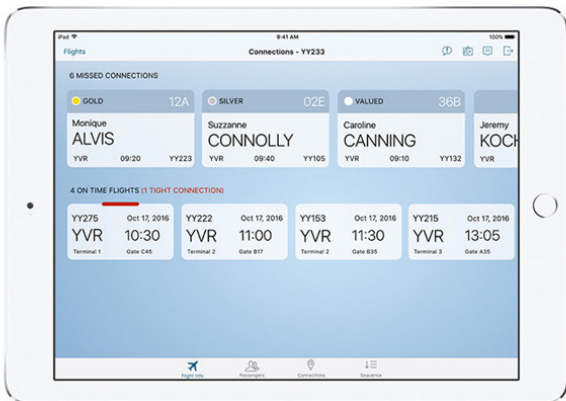 iPad 9:41 AM 100%
Flights Connections - YY233
6 MISSED CONNECTIONS
GOLD 12A SILVER 02E VALUED 36B
Monique Suzzanne Caroline Jeremy
ALVIS CONNOLLY CANNING KOCH
YVR 09:20 YY223 YVR 09:40 YY105 YVR 09:10 YY132 YVR
4 ON TIME FLIGHTS (1 TIGHT CONNECTION)
YY275 Oct 17, 2016 YY222 Oct 17, 2016 YY153 Oct 17, 2016 YY215 Oct 17, 2016
YVR 10:30 YVR 11:00 YVR 11:30 YVR 13:05
Terminal 1 Gate C45 Terminal 2 Gate B17 Terminal 2 Gate B35 Terminal 3 Gate A35
Flight Info Passengers Connections Sequence